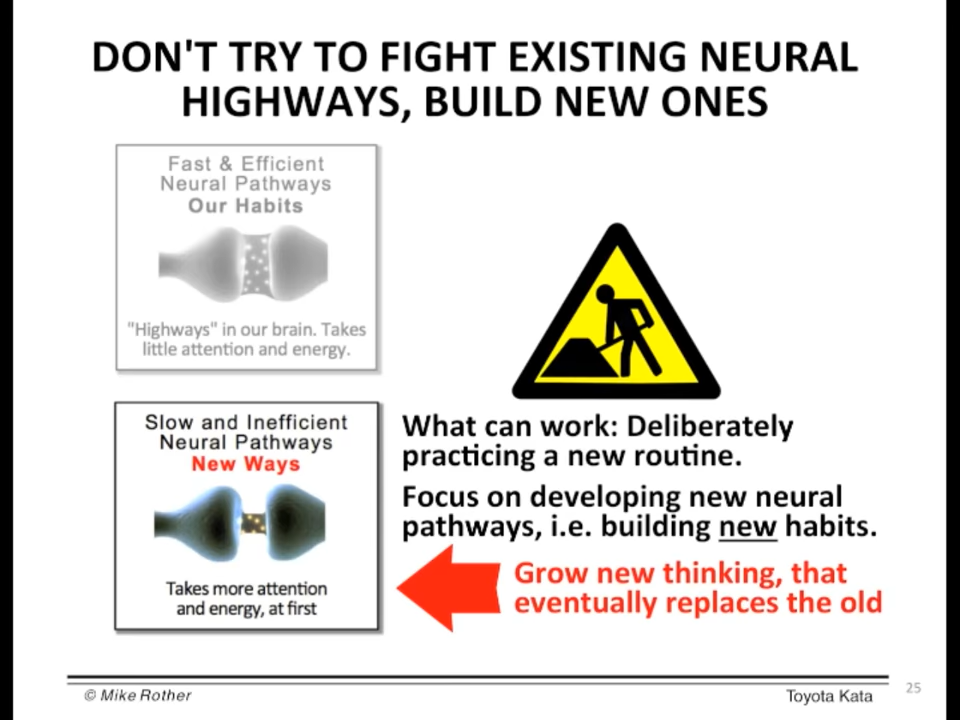 DON'T TRY TO FIGHT EXISTING NEURAL
HIGHWAYS, BUILD NEW ONES
Fast & Efficient
Neural Pathways
Our Habits
"Highways" in our brain. Takes
little attention and energy.
Slow and Inefficient
Neural Pathways
New Ways
Takes more attention
and energy, at first
What can work: Deliberately
practicing a new routine.
Focus on developing new neural
pathways, i.e. building new habits.
Grow new thinking, that
eventually replaces the old
© Mike Rother
Toyota Kata
25